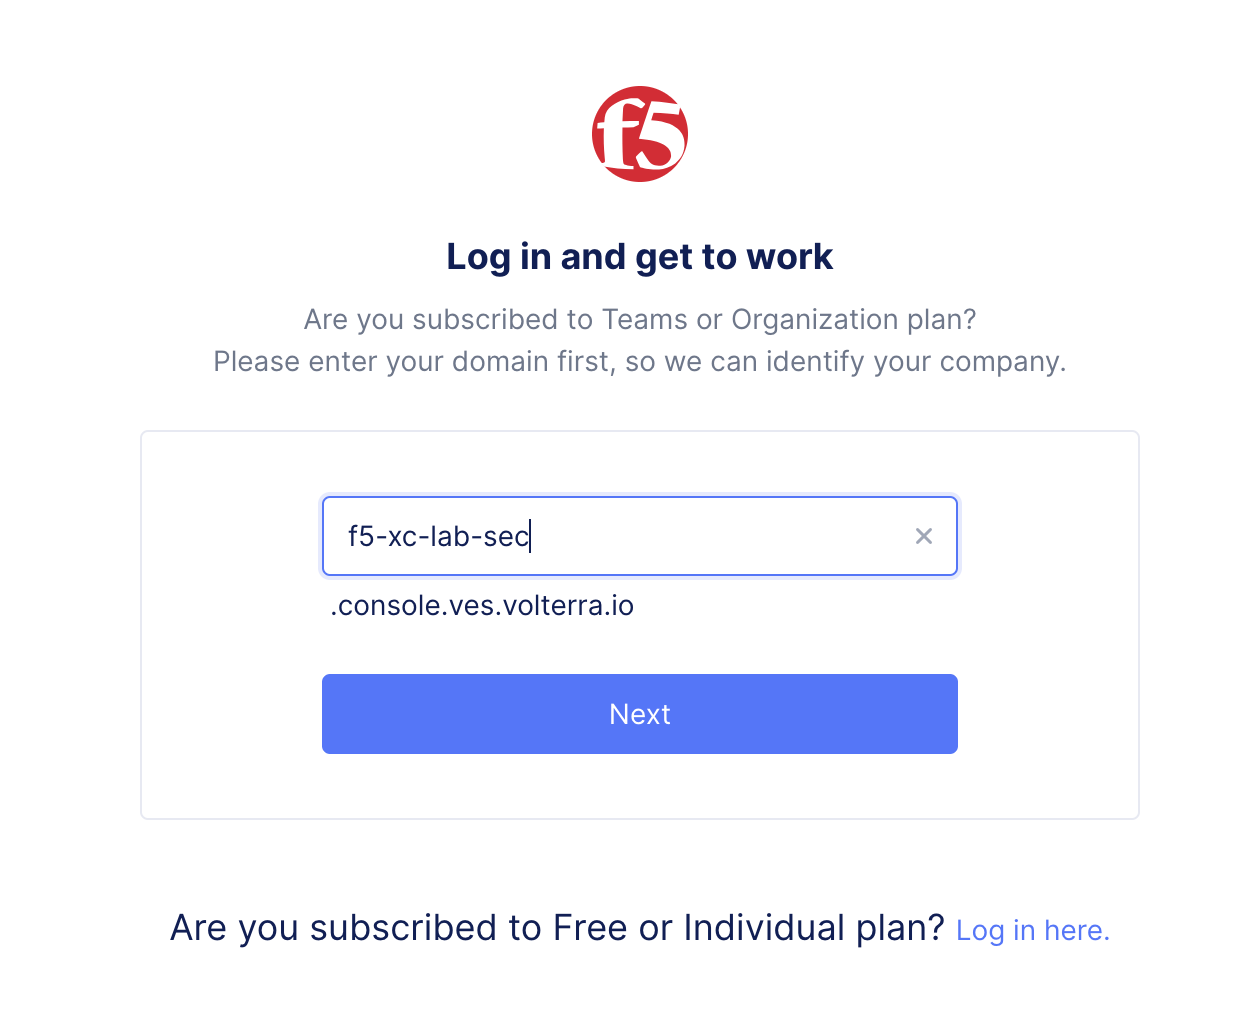 f5
Log in and get to work
Are you subscribed to Teams or Organization plan?
Please enter your domain first, so we can identify your company.
f5-xc-lab-sec
.console.ves.volterra.io
Next
Are you subscribed to Free or Individual plan? Log in here.